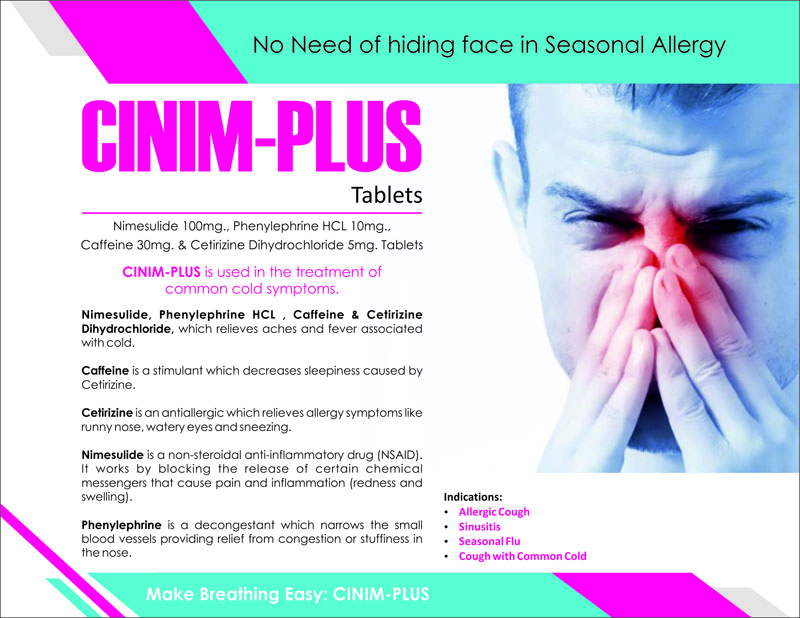 No Need of hiding face in Seasonal Allergy
CINIM-PLUS
Tablets
Nimesulide 100mg., Phenylephrine HCL 10mg.,
Caffeine 30mg. & Cetirizine Dihydrochloride 5mg. Tablets
CINIM-PLUS is used in the treatment of
common cold symptoms.
Nimesulide, Phenylephrine HCL , Caffeine & Cetirizine
Dihydrochloride, which relieves aches and fever associated
with cold.
Caffeine is a stimulant which decreases sleepiness caused by
Cetirizine.
Cetirizine is an antiallergic which relieves allergy symptoms like
runny nose, watery eyes and sneezing.
Nimesulide is a non-steroidal anti-inflammatory drug (NSAID).
It works by blocking the release of certain chemical
messengers that cause pain and inflammation (redness and
swelling).
Phenylephrine is a decongestant which narrows the small
blood vessels providing relief from congestion or stuffiness in
the nose.
Indications:
• Allergic Cough
• Sinusitis
• Seasonal Flu
• Cough with Common Cold
Make Breathing Easy: CINIM-PLUS